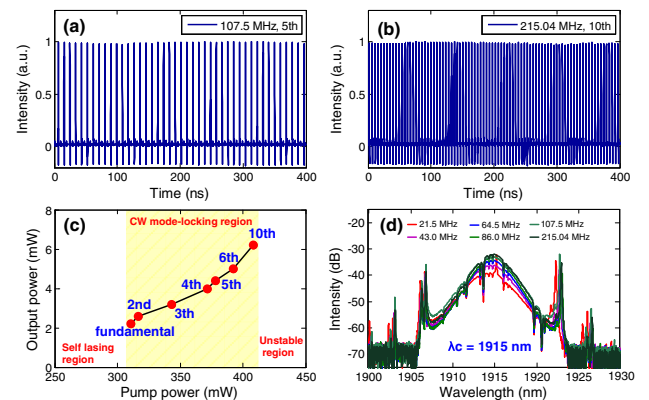 (a)
107.5 MHz, 5th
Intensity (a.u.)
1
0.5
0
0
100
200
300
400
Time (ns)
(b)
215.04 MHz, 10th
Intensity (a.u.)
1
0.5
0
0
100
200
300
400
Time (ns)
(c)
CW mode-locking region
10th
6th
5th
4th
3th
2nd
fundamental
Self lasing
region
Unstable
region
Output power (mW)
8
6
4
2
0
250
300
350
400
450
Pump power (mW)
(d)
21.5 MHz
43.0 MHz
64.5 MHz
86.0 MHz
107.5 MHz
215.04 MHz
λc = 1915 nm
Intensity (dB)
-20
-30
-40
-50
-60
-70
1900
1905
1910
1915
1920
1925
1930
Wavelength (nm)